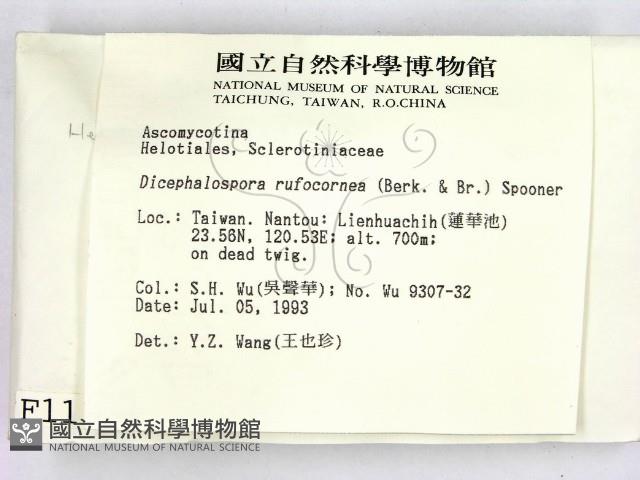 國立自然科學博物館
NATIONAL MUSEUM OF NATURAL SCIENCE
TAICHUNG, TAIWAN, R.O.CHINA
He
Ascomycotina
Helotiales, Sclerotiniaceae
Dicephalospora rufocornea (Berk. & Br.) Spooner
Loc.: Taiwan. Nantou: Lienhuachih(蓮華池)
23.56N, 120.53E; alt. 700m;
on dead twig.
Col.: S.H. Wu(吳聲華); No. Wu 9307-32
Date: Jul. 05, 1993
Det.: Y.Z. Wang(王也珍)
F11
國立自然科學博物館
NATIONAL MUSEUM OF NATURAL SCIENCE